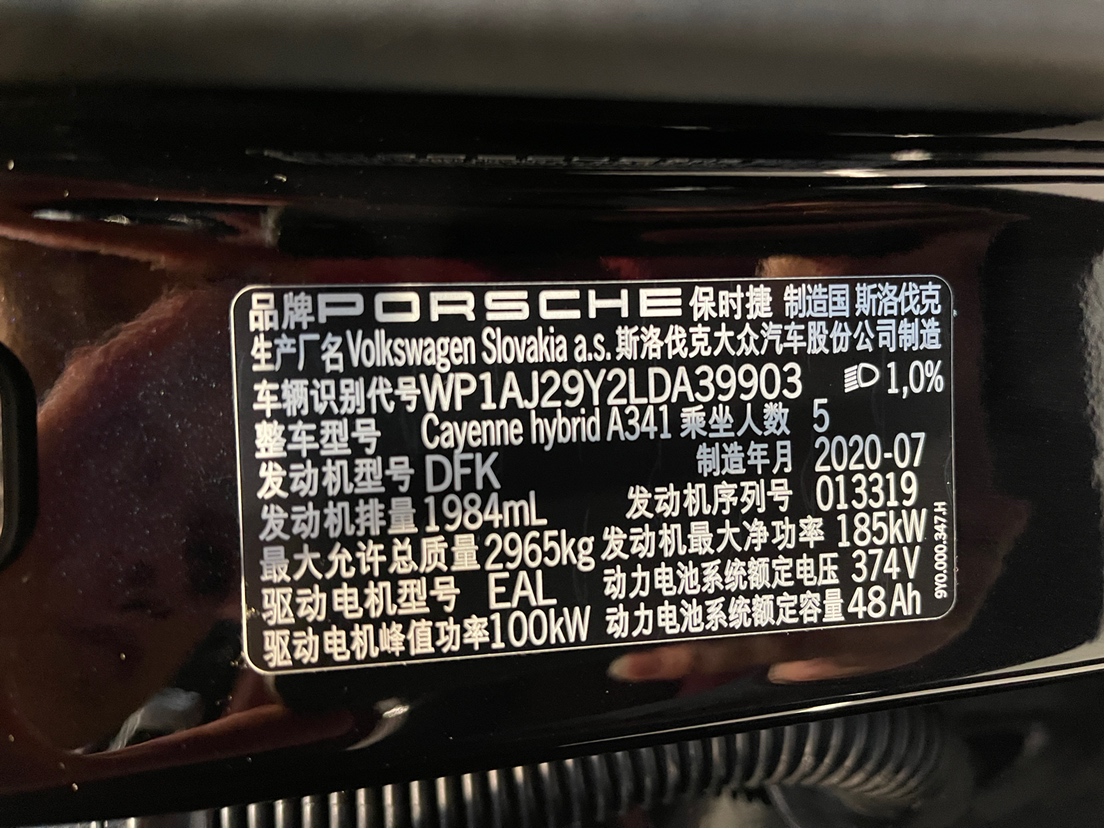 品牌PORSCHE保时捷 制造国 斯洛伐克
生产厂名Volkswagen Slovakia a.s.斯洛伐克大众汽车股份公司制造
车辆识别代号WP1AJ29Y2LDA39903 1,0%
整车型号 Cayenne hybrid A341 乘坐人数 5
发动机型号 DFK 制造年月 2020-07
发动机排量1984mL 发动机序列号 013319
最大允许总质量2965kg 发动机最大净功率 185kW
驱动电机型号 EAL 动力电池系统额定电压 374V
驱动电机峰值功率100kW 动力电池系统额定容量48Ah
9Y0.000.347.H